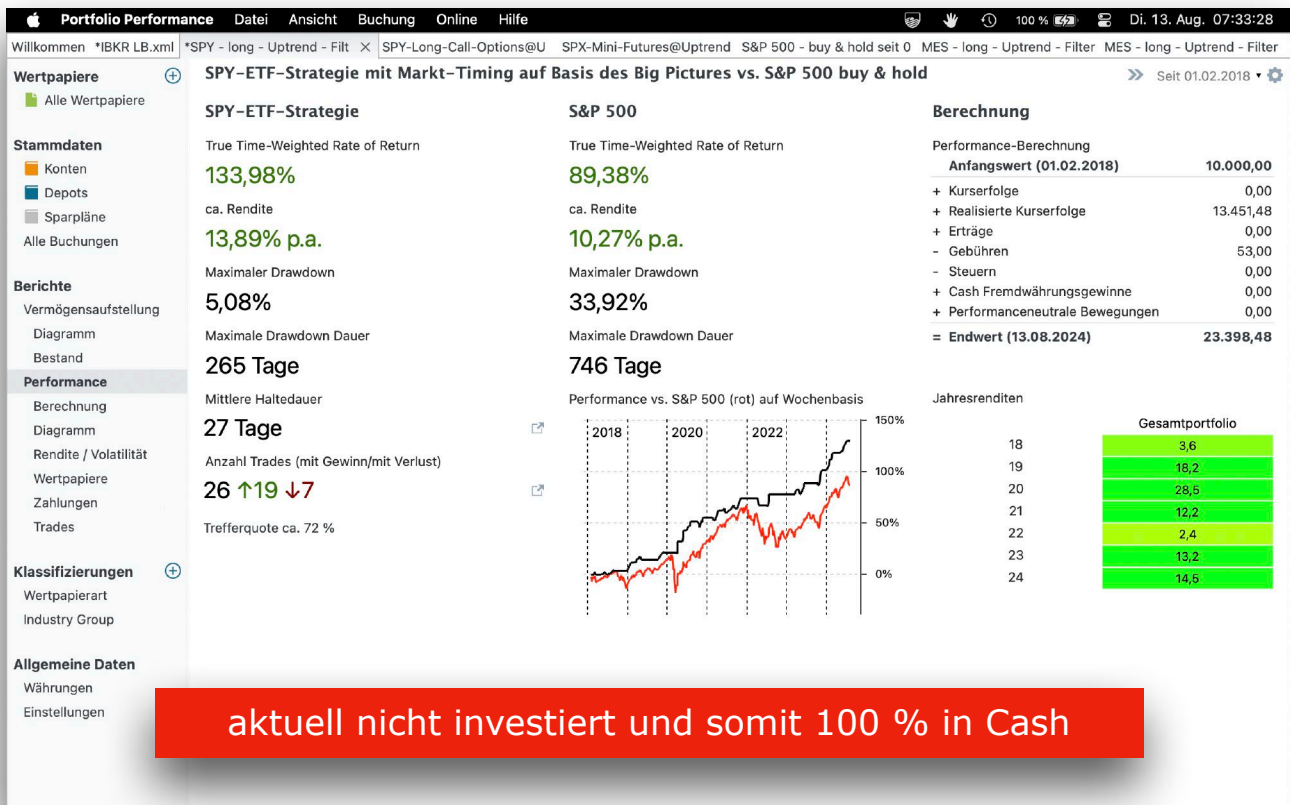 Portfolio Performance Datei Ansicht Buchung Online Hilfe 100 % Di. 13. Aug. 07:33:28
Willkommen *IBKR LB.xml *SPY - long - Uptrend - Filt SPY-Long-Call-Options@U SPX-Mini-Futures@Uptrend S&P 500 - buy & hold seit 0 MES - long - Uptrend - Filter MES - long - Uptrend - Filter
Wertpapiere
Alle Wertpapiere
Stammdaten
Konten
Depots
Sparpläne
Alle Buchungen
Berichte
Vermögensaufstellung
Diagramm
Bestand
Performance
Berechnung
Diagramm
Rendite / Volatilität
Wertpapiere
Zahlungen
Trades
Klassifizierungen
Wertpapierart
Industry Group
Allgemeine Daten
Währungen
Einstellungen
SPY-ETF-Strategie mit Markt-Timing auf Basis des Big Pictures vs. S&P 500 buy & hold
Seit 01.02.2018
SPY-ETF-Strategie
True Time-Weighted Rate of Return
133,98%
ca. Rendite
13,89% p.a.
Maximaler Drawdown
5,08%
Maximale Drawdown Dauer
265 Tage
Mittlere Haltedauer
27 Tage
Anzahl Trades (mit Gewinn/mit Verlust)
26 ↑19 ↓7
Trefferquote ca. 72 %
S&P 500
True Time-Weighted Rate of Return
89,38%
ca. Rendite
10,27% p.a.
Maximaler Drawdown
33,92%
Maximale Drawdown Dauer
746 Tage
Performance vs. S&P 500 (rot) auf Wochenbasis
2018 2020 2022
150%
100%
50%
0%
Berechnung
Performance-Berechnung
Anfangswert (01.02.2018) 10.000,00
+ Kurserfolge 0,00
+ Realisierte Kurserfolge 13.451,48
+ Erträge 0,00
- Gebühren 53,00
- Steuern 0,00
+ Cash Fremdwährungsgewinne 0,00
+ Performanceneutrale Bewegungen 0,00
= Endwert (13.08.2024) 23.398,48
Jahresrenditen
Gesamtportfolio
18 3,6
19 18,2
20 28,5
21 12,2
22 2,4
23 13,2
24 14,5
aktuell nicht investiert und somit 100 % in Cash